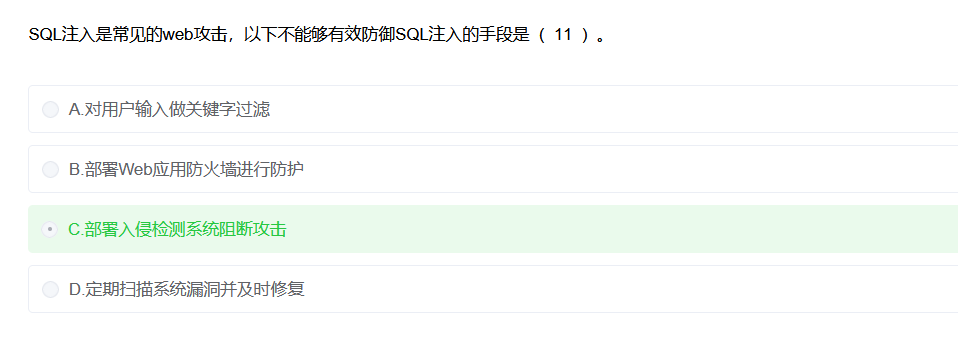 SQL注入是常见的web攻击，以下不能够有效防御SQL注入的手段是（ 11 ）。
A.对用户输入做关键字过滤
B.部署Web应用防火墙进行防护
C.部署入侵检测系统阻断攻击
D.定期扫描系统漏洞并及时修复